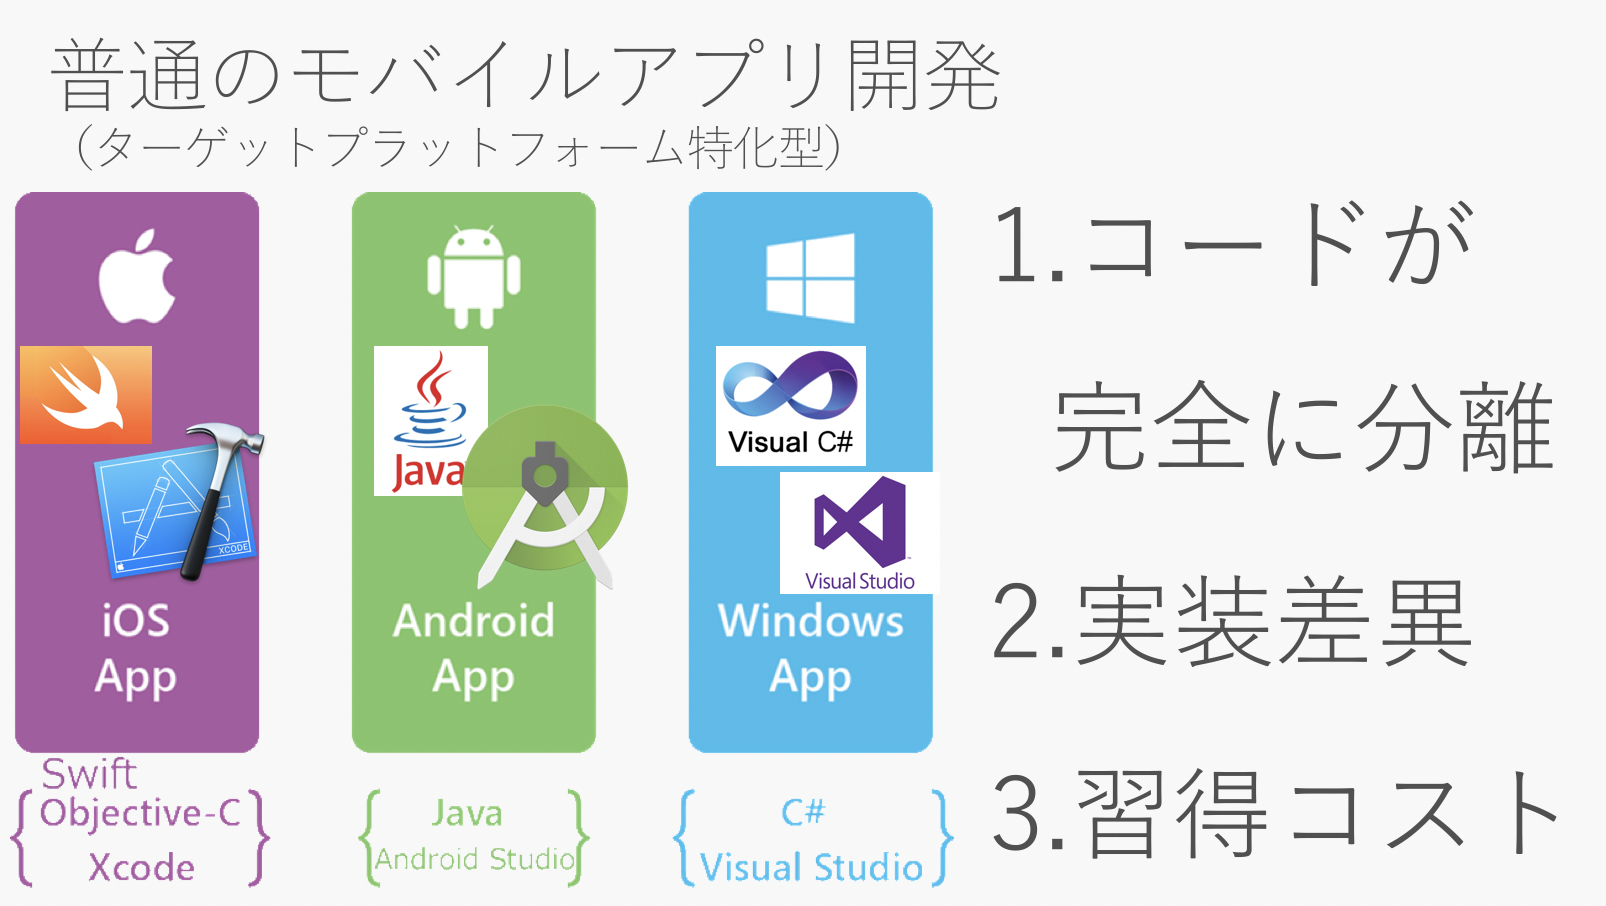 普通のモバイルアプリ開発
（ターゲットプラットフォーム特化型）
XCODE
iOS
App
Swift
Objective-C
Xcode
Java
Android
App
Java
Android Studio
Visual C#
Visual Studio
Windows
App
C#
Visual Studio
1.コードが
完全に分離
2.実装差異
3.習得コスト